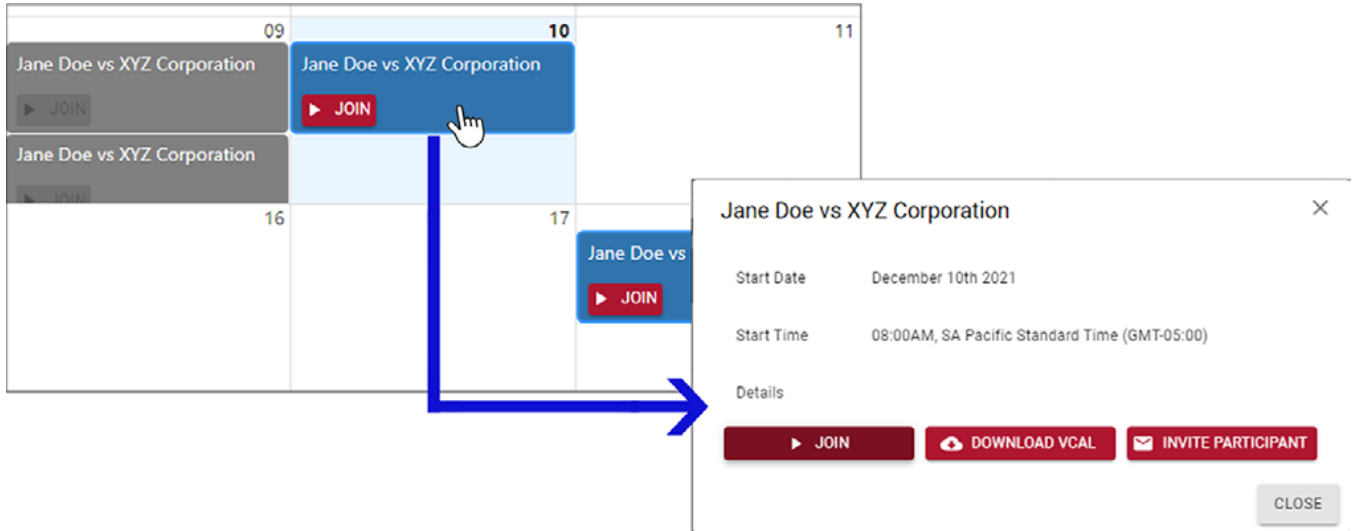 09
10
11
Jane Doe vs XYZ Corporation
JOIN
Jane Doe vs XYZ Corporation
JOIN
Jane Doe vs XYZ Corporation
JOIN
16
17
Jane Doe vs
JOIN
Jane Doe vs XYZ Corporation
Start Date December 10th 2021
Start Time 08:00AM, SA Pacific Standard Time (GMT-05:00)
Details
JOIN DOWNLOAD VCAL INVITE PARTICIPANT
CLOSE